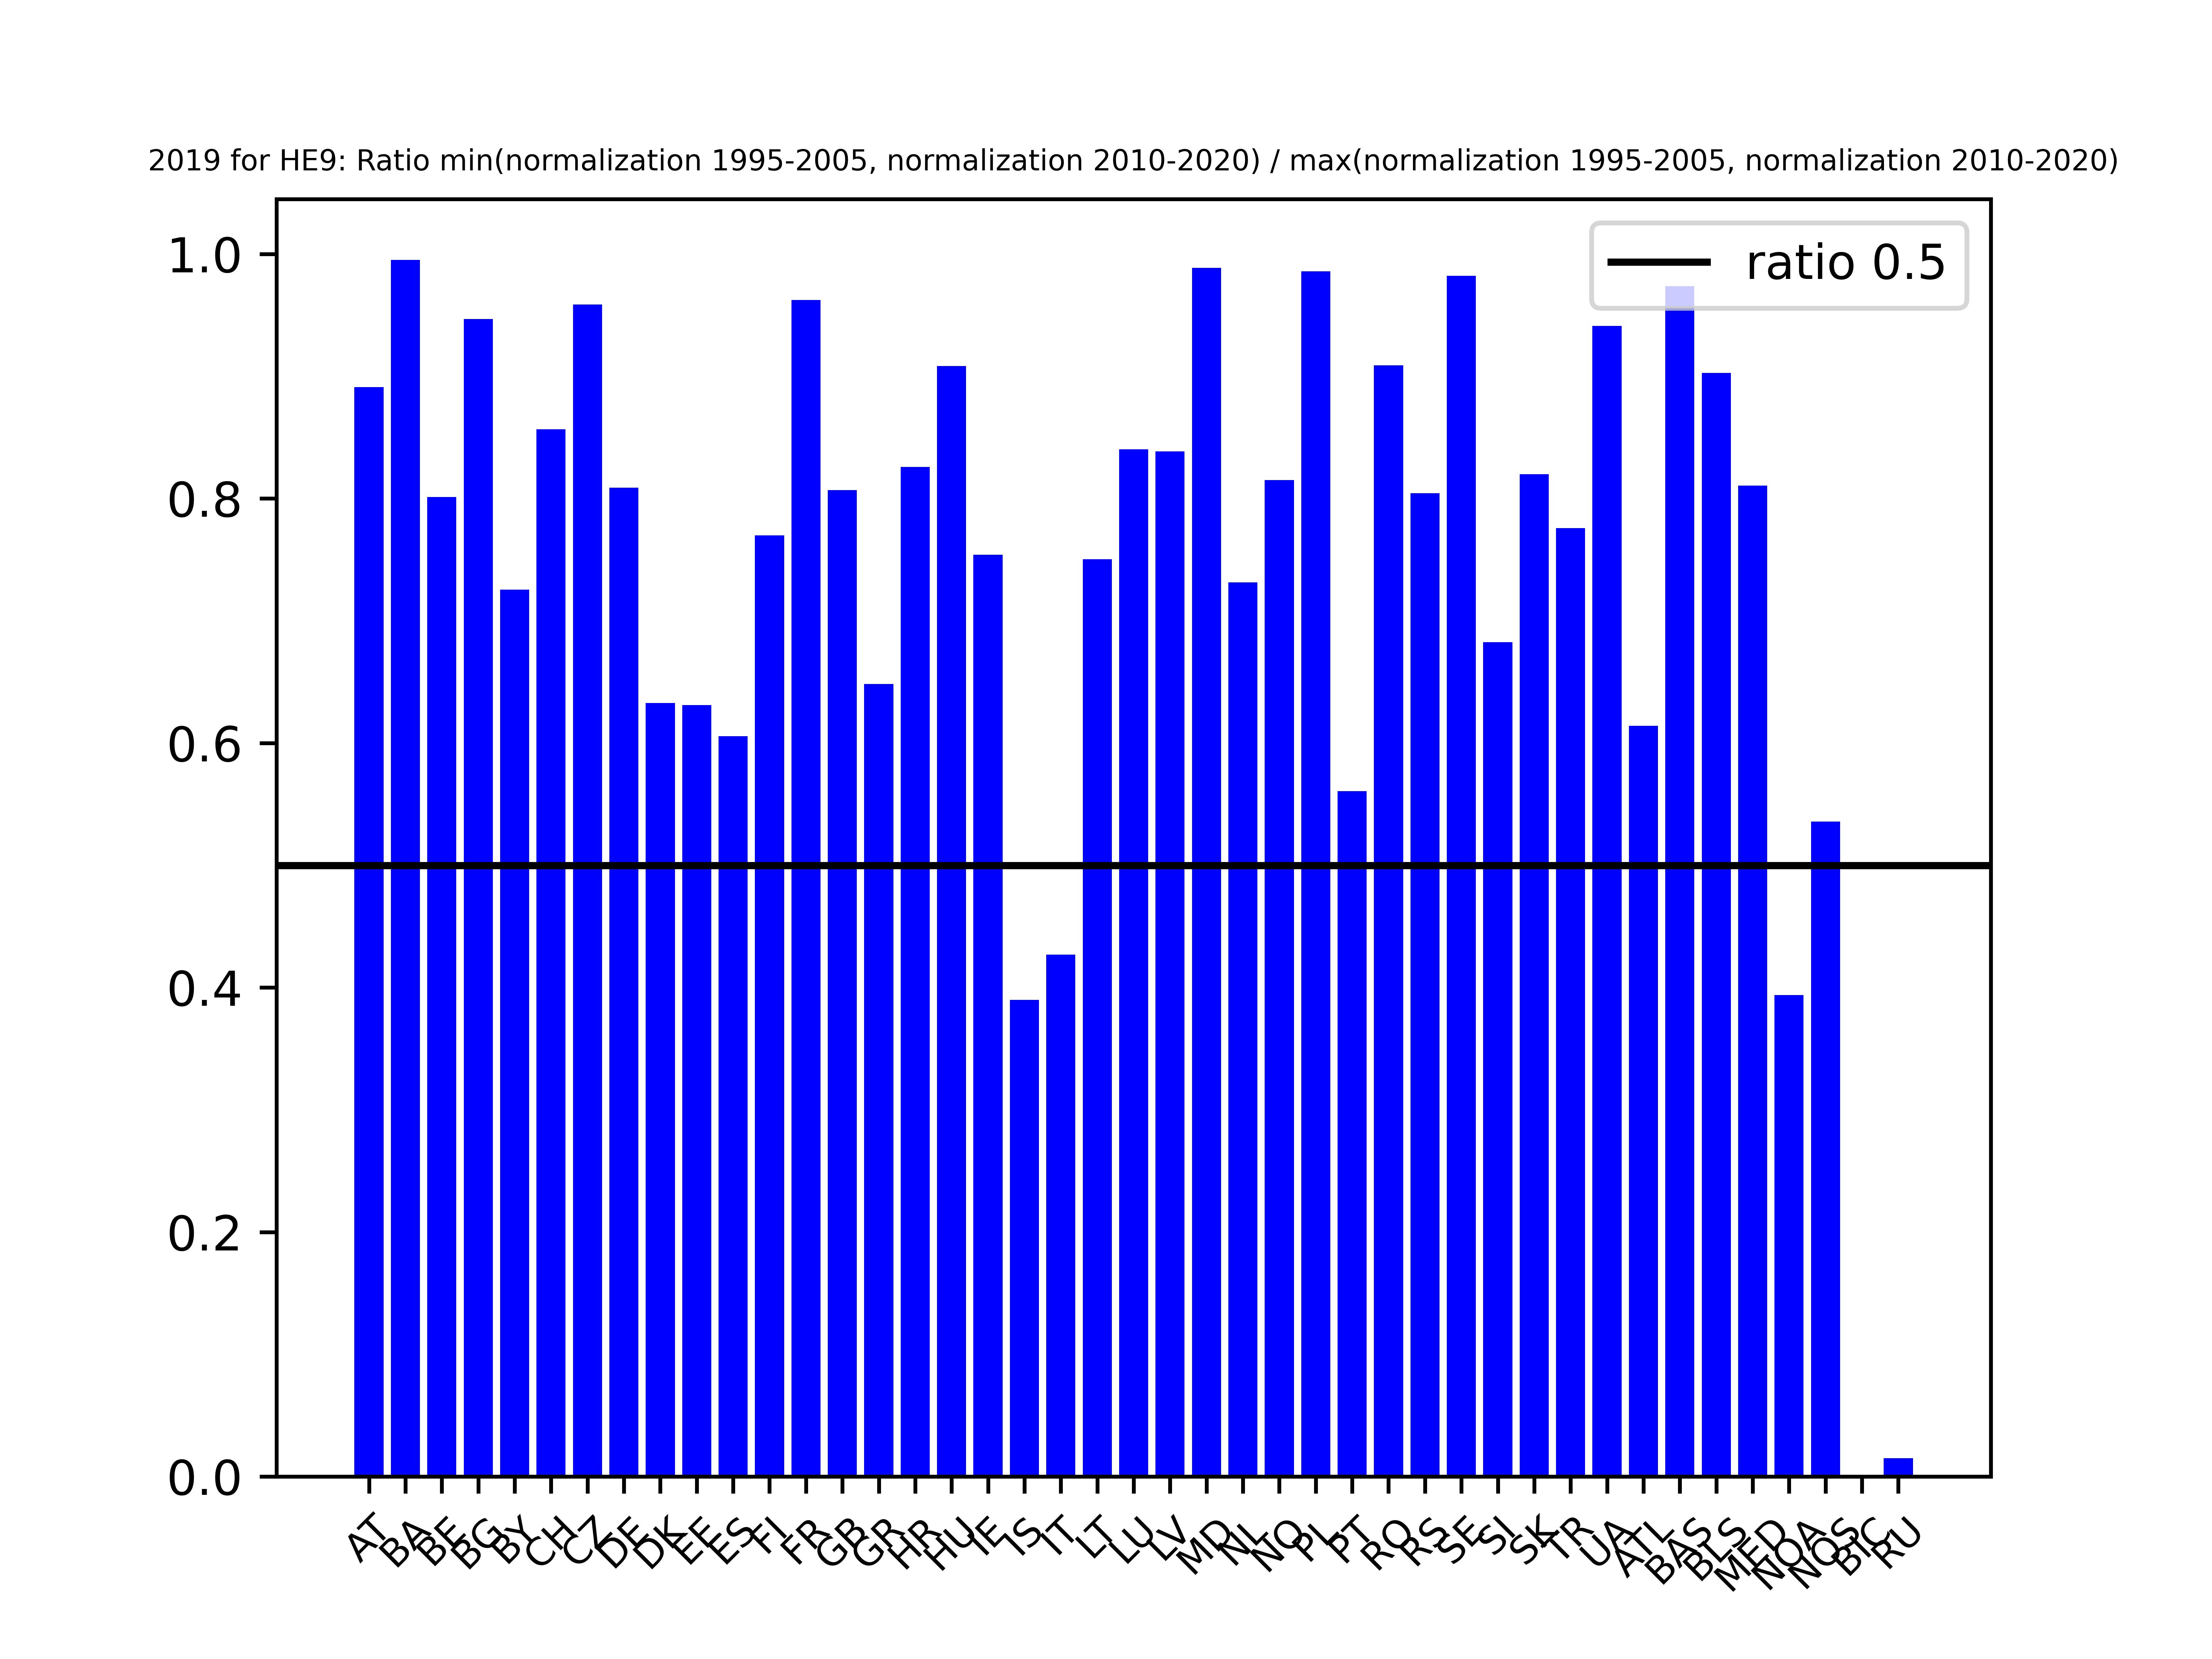 2019 for HE9: Ratio min(normalization 1995-2005, normalization 2010-2020) / max(normalization 1995-2005, normalization 2010-2020)
ratio 0.5
1.0
0.8
0.6
0.4
0.2
0.0
AT BA BE BG BY CH CZ DE DK EE ES FI FR GB GR HR HU IE IS IT LT LU LV MD NL NO PL PT RO RS SE SI SK TR UA ATL BAS BLS MED NOA NOS BIC RU